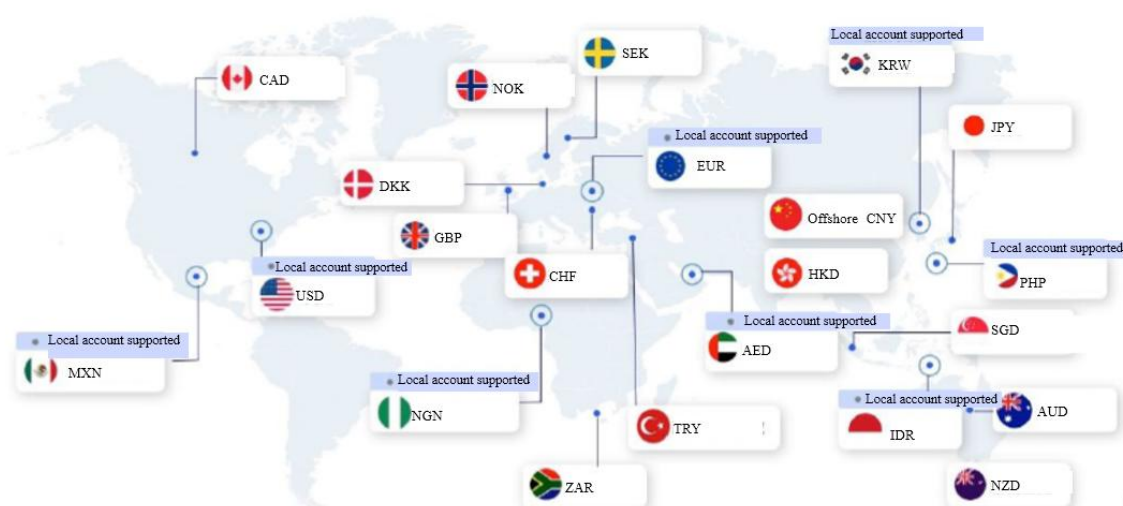 Local account supported
KRW
SEK
CAD
NOK
JPY
Local account supported
EUR
DKK
Offshore CNY
GBP
Local account supported
USD
CHF
HKD
PHP
Local account supported
Local account supported
MXN
Local account supported
AED
SGD
Local account supported
NGN
Local account supported
IDR
AUD
TRY
ZAR
NZD